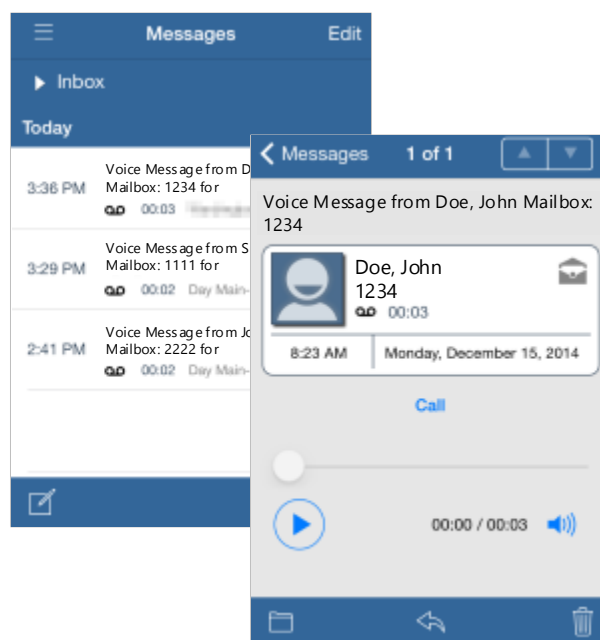 Messages
Edit
Inbox
Today
3:36 PM
Voice Message from D
Mailbox: 1234 for
00:03
3:29 PM
Voice Message from S
Mailbox: 1111 for
00:02 Day Main-
2:41 PM
Voice Message from Jo
Mailbox: 2222 for
00:02 Day Main-
Messages
1 of 1
Voice Message from Doe, John Mailbox:
1234
Doe, John
1234
00:03
8:23 AM
Monday, December 15, 2014
Call
00:00 / 00:03